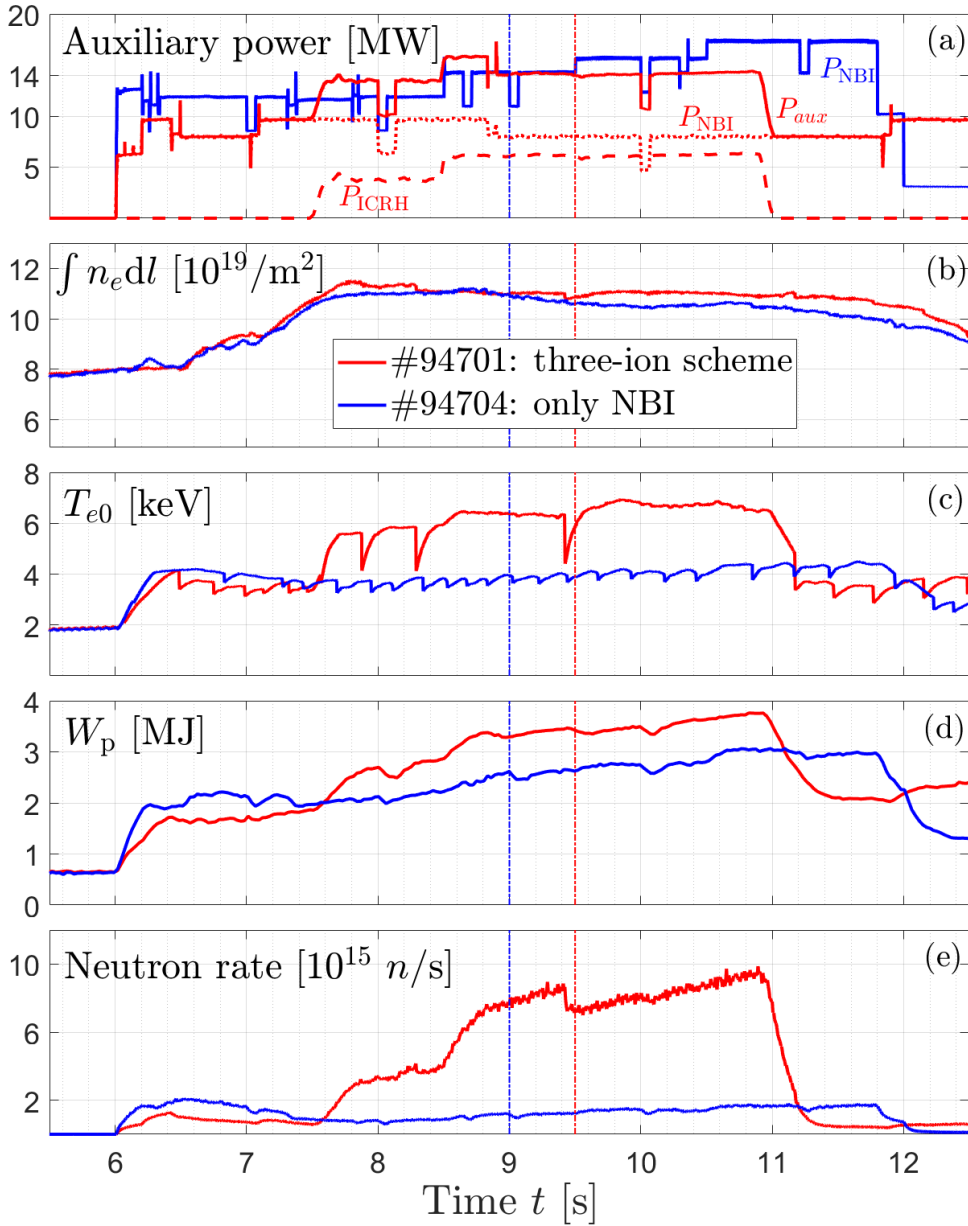 20
Auxiliary power [MW]
(a)
14
P_NBI
10
P_NBI
P_aux
5
P_ICRH
12
∫ n_e dl [10^19/m^2]
(b)
10
8
#94701: three-ion scheme
#94704: only NBI
6
8
T_e0 [keV]
(c)
6
4
2
4
W_p [MJ]
(d)
3
2
1
0
10
Neutron rate [10^15 n/s]
(e)
6
2
6 7 8 9 10 11 12
Time t [s]